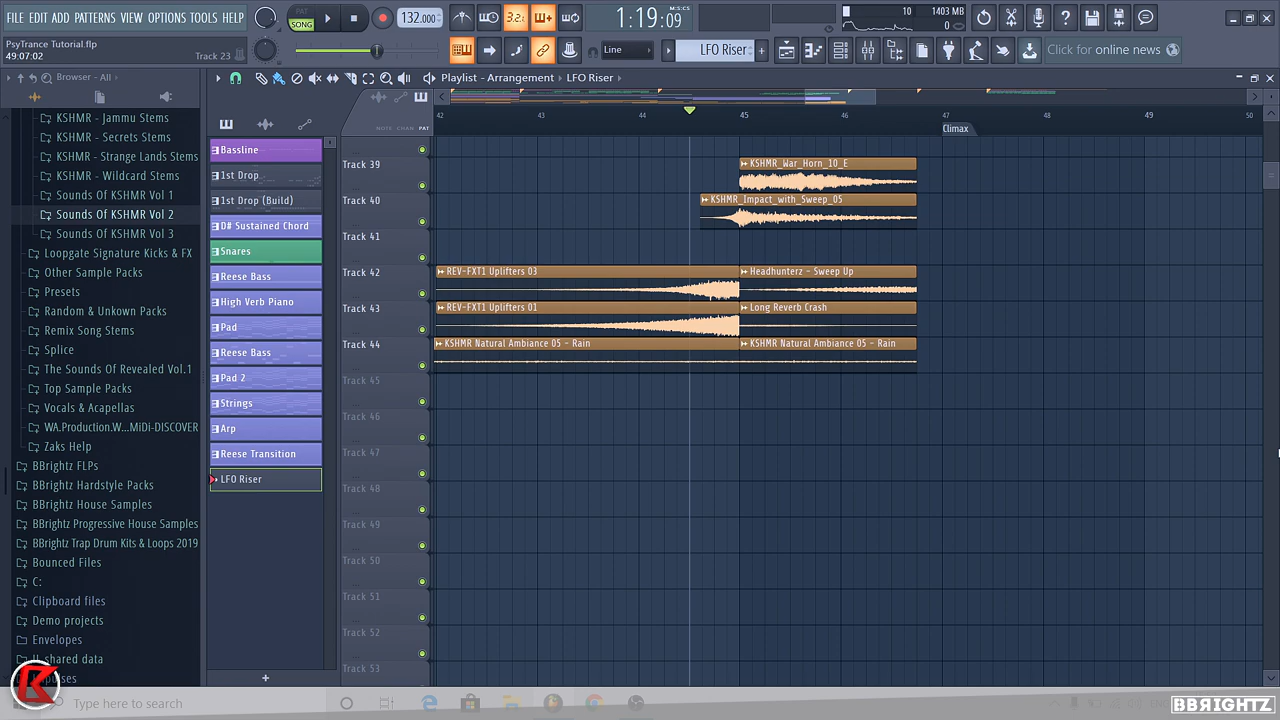 FILE EDIT ADD PATTERNS VIEW OPTIONS TOOLS HELP
PAT
SONG
132.000
3.2.
1:19:09
M:S:CS
10
1403 MB
0
PsyTrance Tutorial.flp
49:07:02
Track 23
Line
LFO Riser
Click for online news
Browser - All
Playlist - Arrangement
LFO Riser
KSHMR - Jammu Stems
KSHMR - Secrets Stems
KSHMR - Strange Lands Stems
KSHMR - Wildcard Stems
Sounds Of KSHMR Vol 1
Sounds Of KSHMR Vol 2
Sounds Of KSHMR Vol 3
Loopgate Signature Kicks & FX
Other Sample Packs
Presets
Random Unkown Packs
Remix Song Stems
Splice
The Sounds Of Revealed Vol.1
Top Sample Packs
Vocals & Acapellas
WA.Production.W...MiDi-DISCOVER
Zaks Help
BBrightz FLPs
BBrightz Hardstyle Packs
BBrightz House Samples
BBrightz Progressive House Samples
BBrightz Trap Drum Kits & Loops 2019
Bounced Files
C:
Clipboard files
Demo projects
Envelopes
IL shared data
Bassline
1st Drop
1st Drop (Build)
D# Sustained Chord
Snares
Reese Bass
High Verb Piano
Pad
Reese Bass
Pad 2
Strings
Arp
Reese Transition
LFO Riser
+
NOTE CHAN PAT
42 43 44 45 46 47 48 49 50
Climax
Track 39
KSHMR_War_Horn_10_E
Track 40
KSHMR_Impact_with_Sweep_05
Track 41
Track 42
REV-FXT1 Uplifters 03
Headhunterz - Sweep Up
Track 43
REV-FXT1 Uplifters 01
Long Reverb Crash
Track 44
KSHMR Natural Ambiance 05 - Rain
KSHMR Natural Ambiance 05 - Rain
Track 45
Track 46
Track 47
Track 48
Track 49
Track 50
Track 51
Track 52
Track 53
Type here to search
BBRIGHTZ